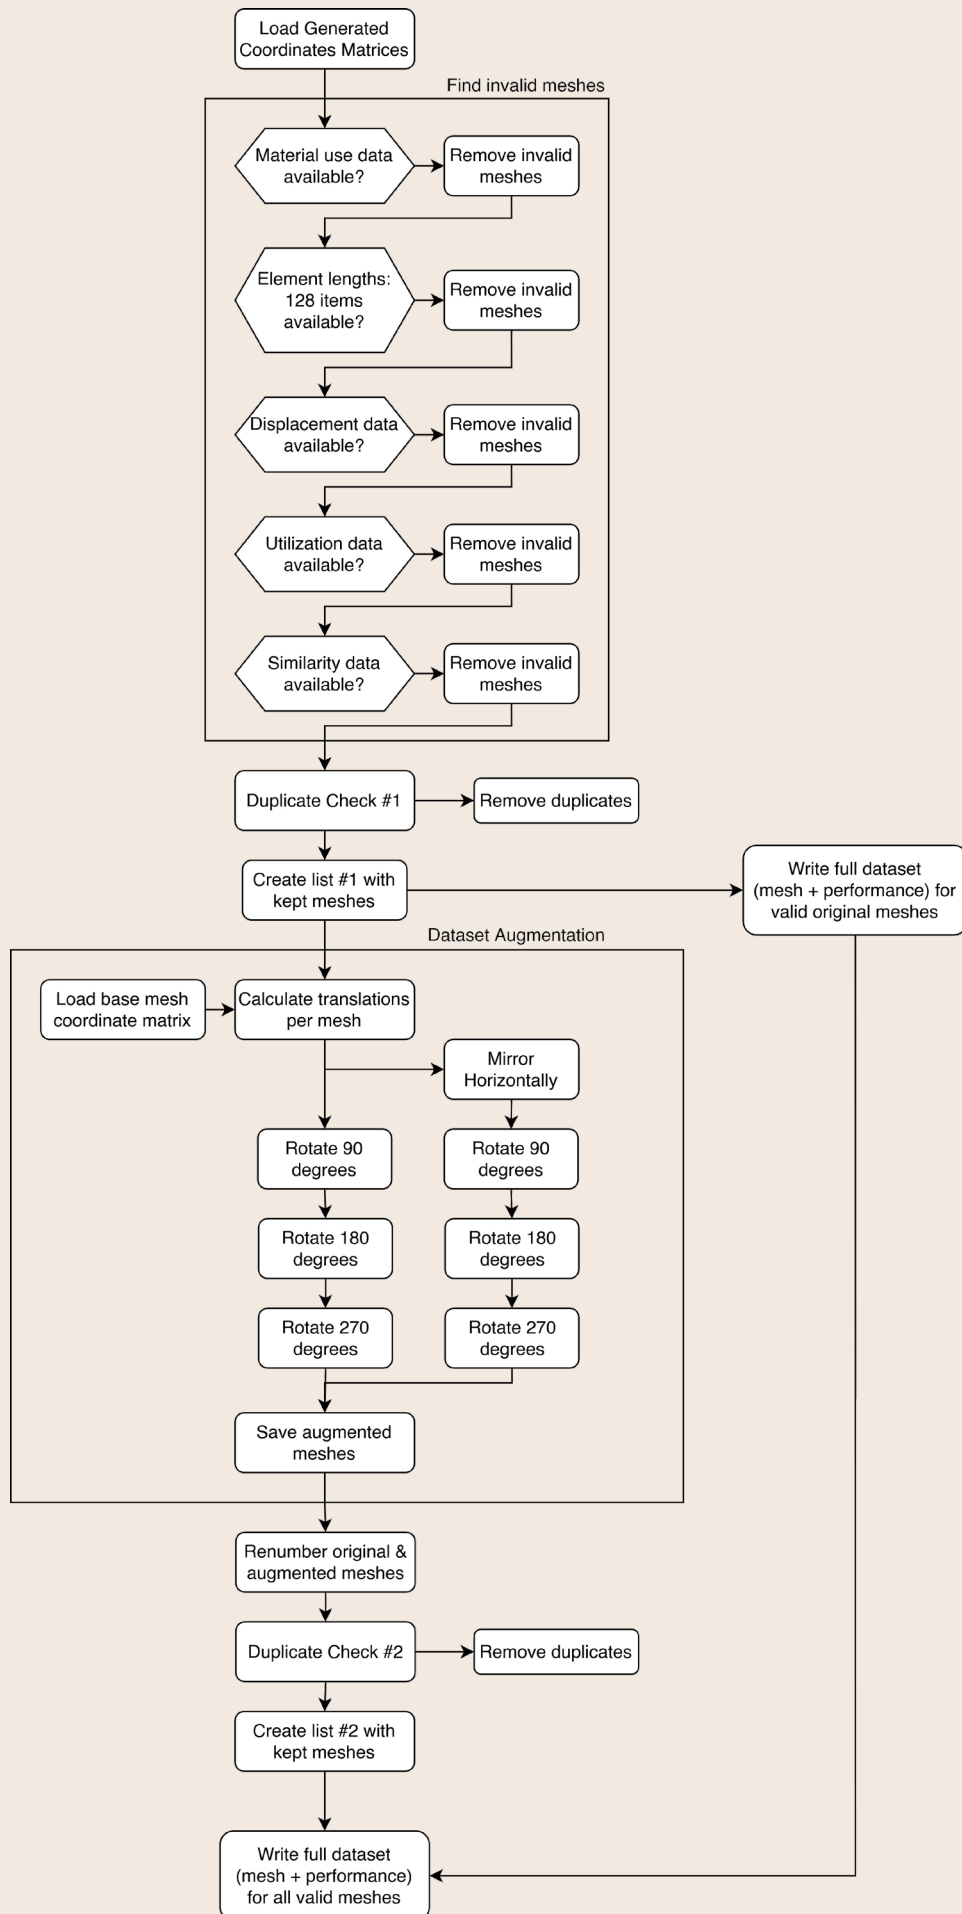 Load Generated
Coordinates Matrices
Find invalid meshes
Material use data
available?
Remove invalid
meshes
Element lengths:
128 items
available?
Remove invalid
meshes
Displacement data
available?
Remove invalid
meshes
Utilization data
available?
Remove invalid
meshes
Similarity data
available?
Remove invalid
meshes
Duplicate Check #1
Remove duplicates
Create list #1 with
kept meshes
Write full dataset
(mesh + performance) for
valid original meshes
Dataset Augmentation
Load base mesh
coordinate matrix
Calculate translations
per mesh
Mirror
Horizontally
Rotate 90
degrees
Rotate 90
degrees
Rotate 180
degrees
Rotate 180
degrees
Rotate 270
degrees
Rotate 270
degrees
Save augmented
meshes
Renumber original &
augmented meshes
Duplicate Check #2
Remove duplicates
Create list #2 with
kept meshes
Write full dataset
(mesh + performance)
for all valid meshes